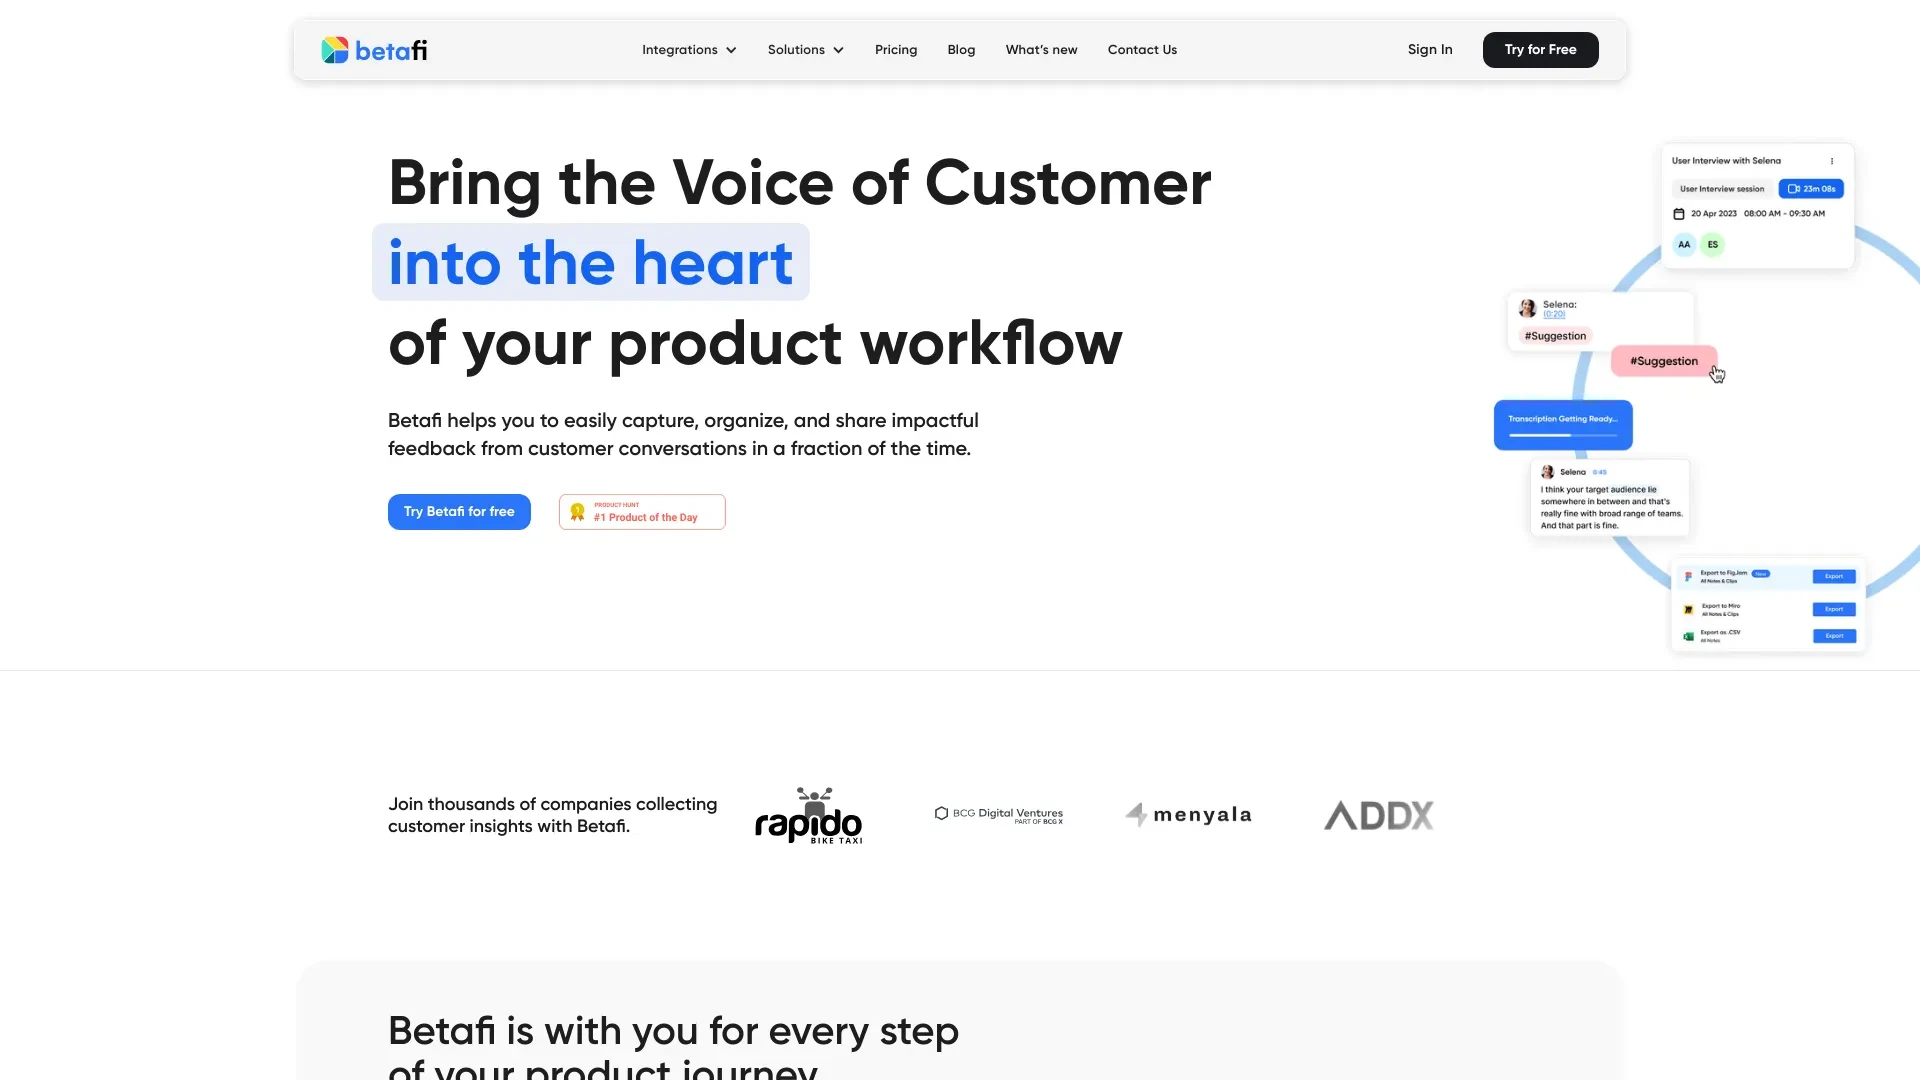 betafi
Integrations
Solutions
Pricing
Blog
What's new
Contact Us
Sign In
Try for Free
Bring the Voice of Customer
into the heart
of your product workflow
Betafi helps you to easily capture, organize, and share impactful
feedback from customer conversations in a fraction of the time.
Try Betafi for free
PRODUCT HUNT
#1 Product of the Day
User Interview with Selena
User Interview session
23m 08s
20 Apr 2023 08:00 AM - 09:30 AM
AA ES
Selena:
(0:20)
#Suggestion
#Suggestion
Transcription Getting Ready...
Selena 0:45
I think your target audience lie
somewhere in between and that's
really fine with broad range of teams.
And that part is fine.
Export to FigJam New
All Notes & Clips
Export
Export to Miro
All Notes & Clips
Export
Export as .CSV
All Notes
Export
Join thousands of companies collecting
customer insights with Betafi.
rapido
BIKE TAXI
BCG Digital Ventures
PART OF BCG X
menyala
ADDX
Betafi is with you for every step
of your product journey